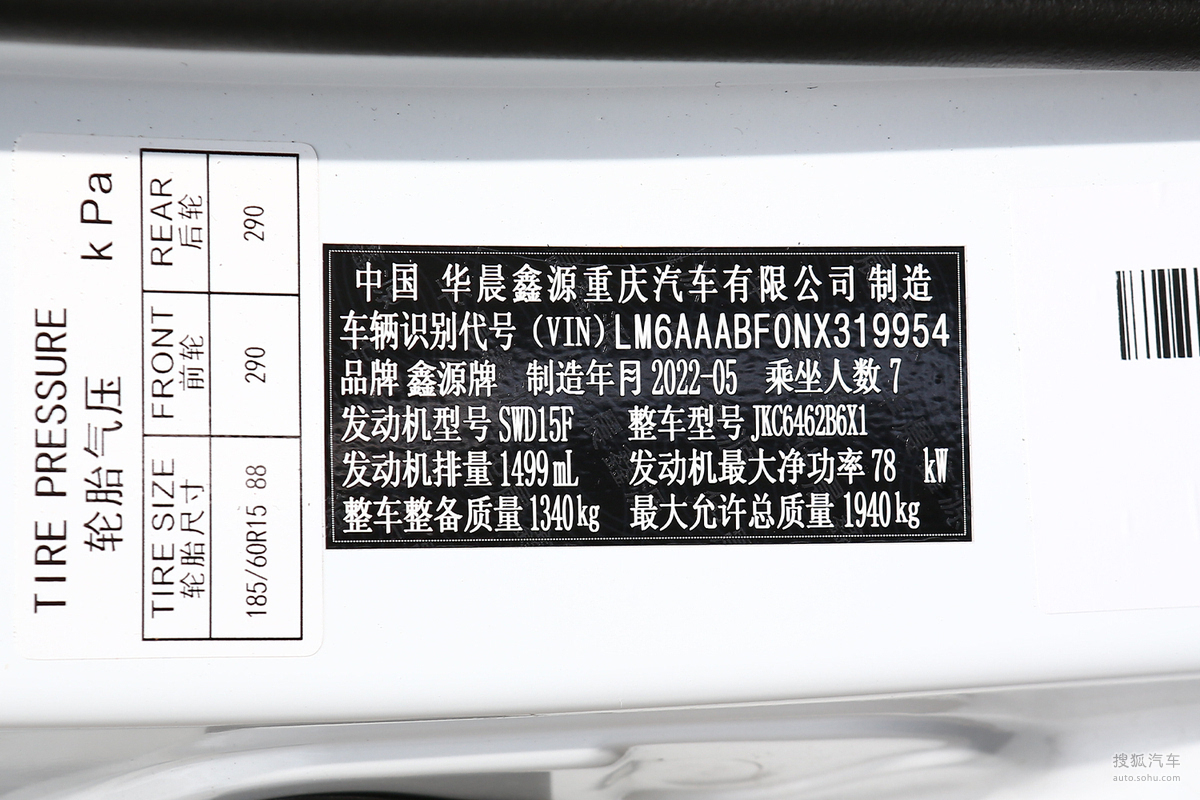 TIRE PRESSURE kPa
轮胎气压
TIRE SIZE FRONT REAR
轮胎尺寸 前轮 后轮
185/60R15 88 290 290
中国 华晨鑫源重庆汽车有限公司 制造
车辆识别代号 (VIN) LM6AAABF0NX319954
品牌 鑫源牌 制造年月 2022-05 乘坐人数 7
发动机型号 SWD15F 整车型号 JKC6462B6X1
发动机排量 1499mL 发动机最大净功率 78 kW
整车整备质量 1340kg 最大允许总质量 1940kg
搜狐汽车
auto.sohu.com